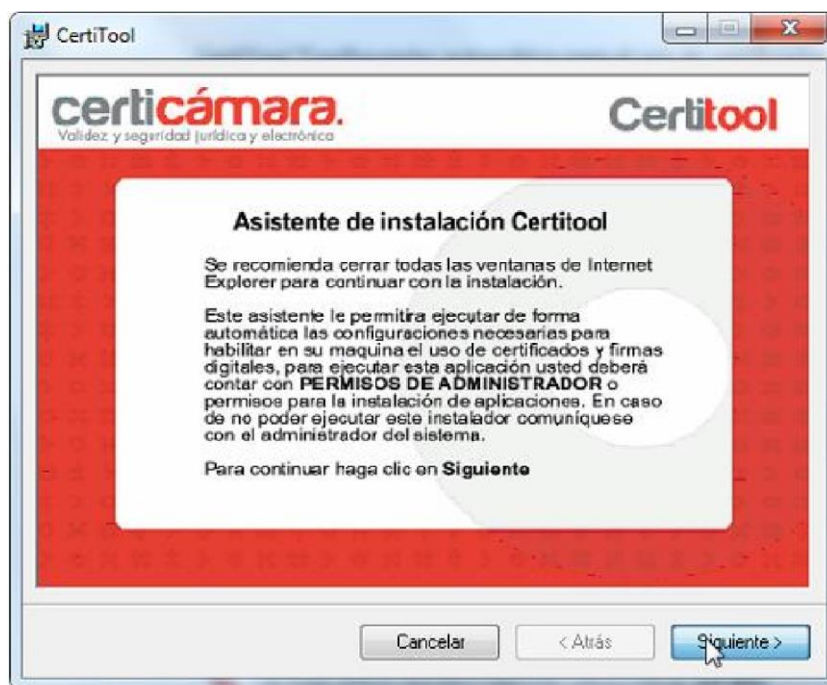 CertiTool
certicámara.
Validez y seguridad jurídica y electrónica
Certitool
Asistente de instalación Certitool
Se recomienda cerrar todas las ventanas de Internet
Explorer para continuar con la instalación.
Este asistente le permitira ejecutar de forma
automática las configuraciones necesarias para
habilitar en su maquina el uso de certificados y firmas
digitales, para ejecutar esta aplicación usted deberá
contar con PERMISOS DE ADMINISTRADOR o
permisos para la instalación de aplicaciones. En caso
de no poder ejecutar este instalador comuníquese
con el administrador del sistema.
Para continuar haga clic en Siguiente
Cancelar
< Atrás
Siguiente >